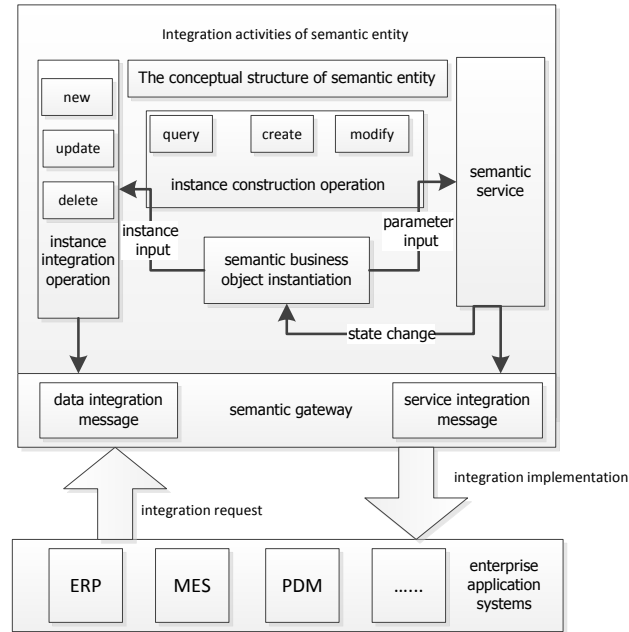 Integration activities of semantic entity
The conceptual structure of semantic entity
new
update
delete
instance
integration
operation
query
create
modify
instance construction operation
semantic
service
instance
input
parameter
input
semantic business
object instantiation
state change
data integration
message
semantic gateway
service integration
message
integration request
integration implementation
ERP
MES
PDM
......
enterprise
application
systems